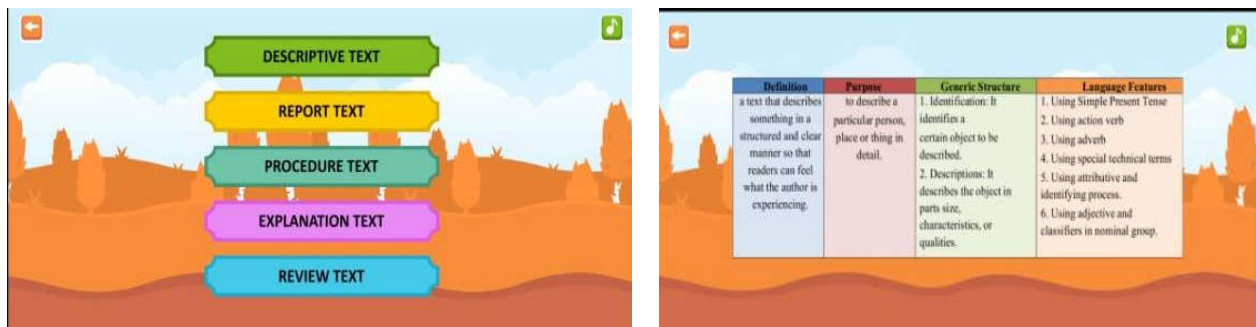 DESCRIPTIVE TEXT
REPORT TEXT
PROCEDURE TEXT
EXPLANATION TEXT
REVIEW TEXT
Definition
a text that describes
something in a
structured and clear
manner so that
readers can feel
what the author is
experiencing.
Purpose
to describe a
particular person,
place or thing in
detail.
Generic Structure
1. Identification: It
identifies a
certain object to be
described.
2. Descriptions: It
describes the object in
parts size,
characteristics, or
qualities.
Language Features
1. Using Simple Present Tense
2. Using action verb
3. Using adverb
4. Using special technical terms
5. Using attributive and
identifying process.
6. Using adjective and
classifiers in nominal group.